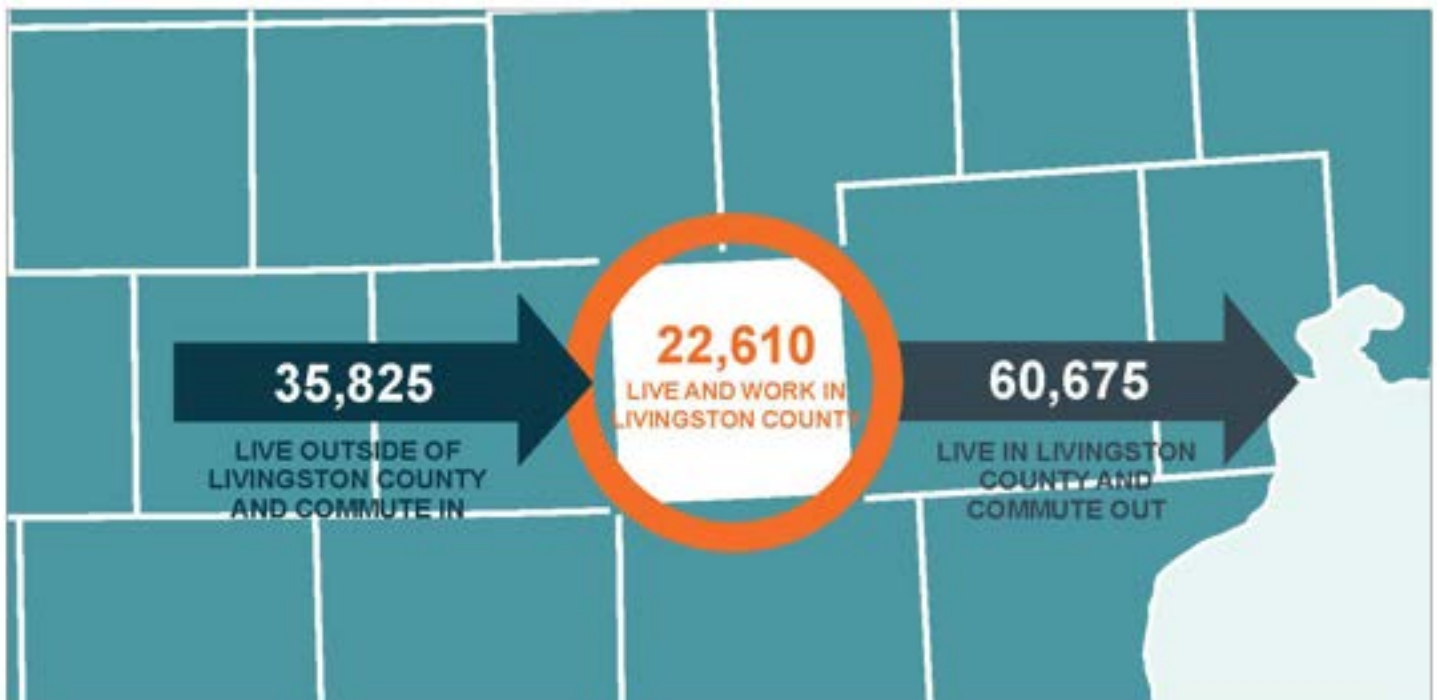 35,825
LIVE OUTSIDE OF
LIVINGSTON COUNTY
AND COMMUTE IN
22,610
LIVE AND WORK IN
LIVINGSTON COUNTY
60,675
LIVE IN LIVINGSTON
COUNTY AND
COMMUTE OUT